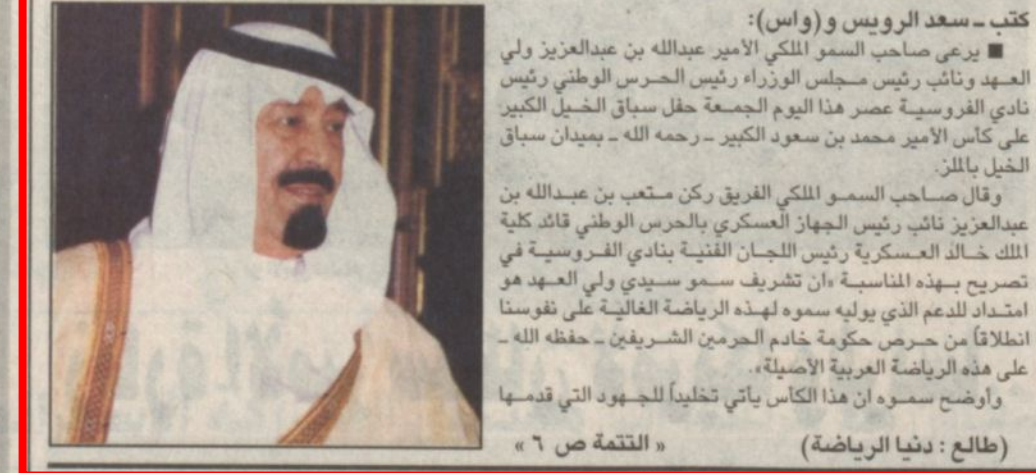 كتب ـ سعد الرويس و(واس):
■ يرعى صاحب السمو الملكي الأمير عبدالله بن عبدالعزيز ولي
العهد ونائب رئيس مجلس الوزراء رئيس الحرس الوطني رئيس
نادي الفروسية عصر هذا اليوم الجمعة حفل سباق الخيل الكبير
على كأس الأمير محمد بن سعود الكبير ـ رحمه الله ـ بميدان سباق
الخيل بالملز.
وقال صاحب السمو الملكي الفريق ركن متعب بن عبدالله بن
عبدالعزيز نائب رئيس الجهاز العسكري بالحرس الوطني قائد كلية
الملك خالد العسكرية رئيس اللجان الفنية بنادي الفروسية في
تصريح بهذه المناسبة «ان تشريف سمو سيدي ولي العهد هو
امتداد للدعم الذي يوليه سموه لهذه الرياضة الغالية على نفوسنا
انطلاقاً من حرص حكومة خادم الحرمين الشريفين ـ حفظه الله ـ
على هذه الرياضة العربية الأصيلة».
وأوضح سموه ان هذا الكأس يأتي تخليداً للجهود التي قدمها
(طالع : دنيا الرياضة) « التتمة ص ٦ »